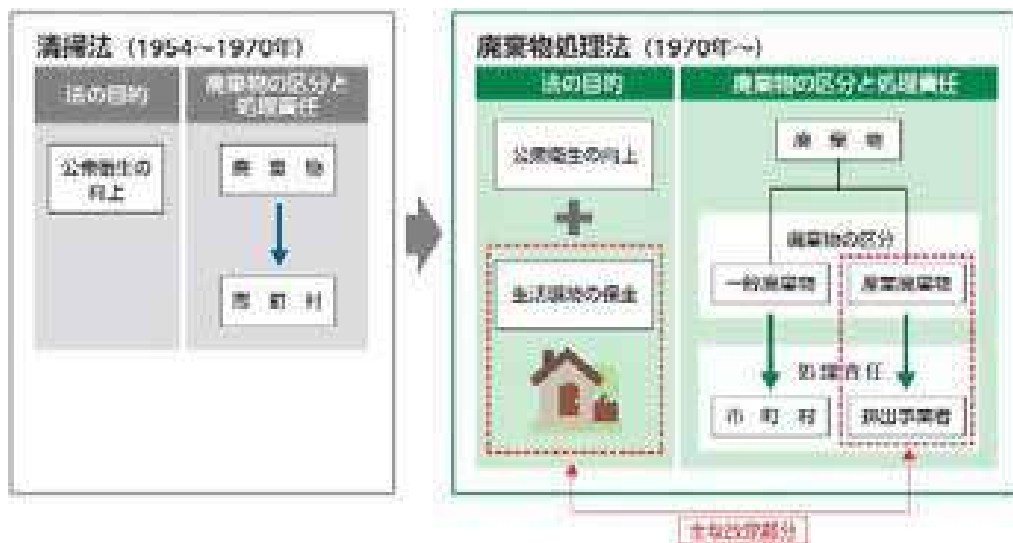 清掃法 (1954～1970年)
法の目的
廃棄物の区分と
処理責任
公衆衛生の
向上
廃 棄 物
市 町 村
廃棄物処理法 (1970年～)
法の目的
廃棄物の区分と処理責任
公衆衛生の向上
生活環境の保全
廃 棄 物
廃棄物の区分
一般廃棄物
産業廃棄物
処理責任
市 町 村
排出事業者
主な改定部分